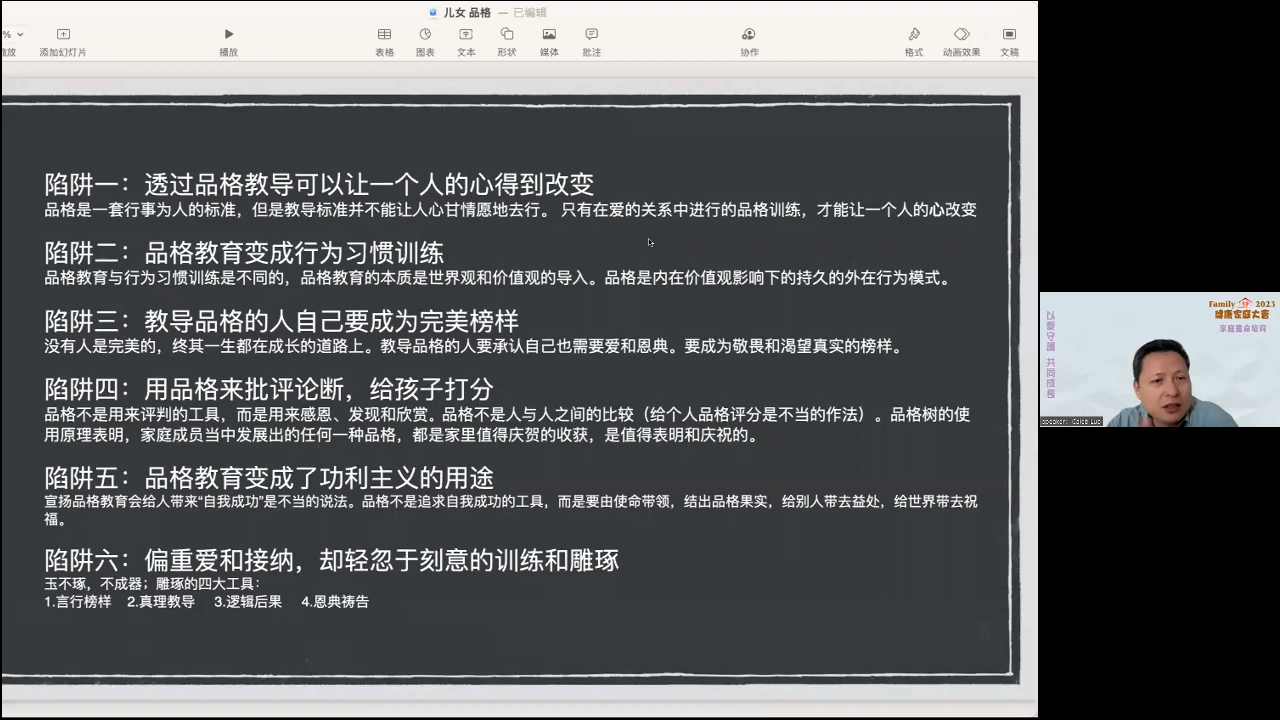 儿女 品格 — 已编辑
%
缩放
添加幻灯片
播放
表格
图表
文本
形状
媒体
批注
协作
格式
动画效果
文稿
陷阱一：透过品格教导可以让一个人的心得到改变
品格是一套行事为人的标准，但是教导标准并不能让人心甘情愿地去行。 只有在爱的关系中进行的品格训练，才能让一个人的心改变
陷阱二：品格教育变成行为习惯训练
品格教育与行为习惯训练是不同的，品格教育的本质是世界观和价值观的导入。品格是内在价值观影响下的持久的外在行为模式。
陷阱三：教导品格的人自己要成为完美榜样
没有人是完美的，终其一生都在成长的道路上。教导品格的人要承认自己也需要爱和恩典。要成为敬畏和渴望真实的榜样。
陷阱四：用品格来批评论断，给孩子打分
品格不是用来评判的工具，而是用来感恩、发现和欣赏。品格不是人与人之间的比较（给个人品格评分是不当的作法）。品格树的使
用原理表明，家庭成员当中发展出的任何一种品格，都是家里值得庆贺的收获，是值得表明和庆祝的。
陷阱五：品格教育变成了功利主义的用途
宣扬品格教育会给人带来“自我成功”是不当的说法。品格不是追求自我成功的工具，而是要由使命带领，结出品格果实，给别人带去益处，给世界带去祝
福。
陷阱六：偏重爱和接纳，却轻忽于刻意的训练和雕琢
玉不琢，不成器；雕琢的四大工具：
1.言行榜样 2.真理教导 3.逻辑后果 4.恩典祷告
Family 2023
健康家庭大赛
家庭靈命培育
以愛守護 共同成長
speaker: Caleb Luo